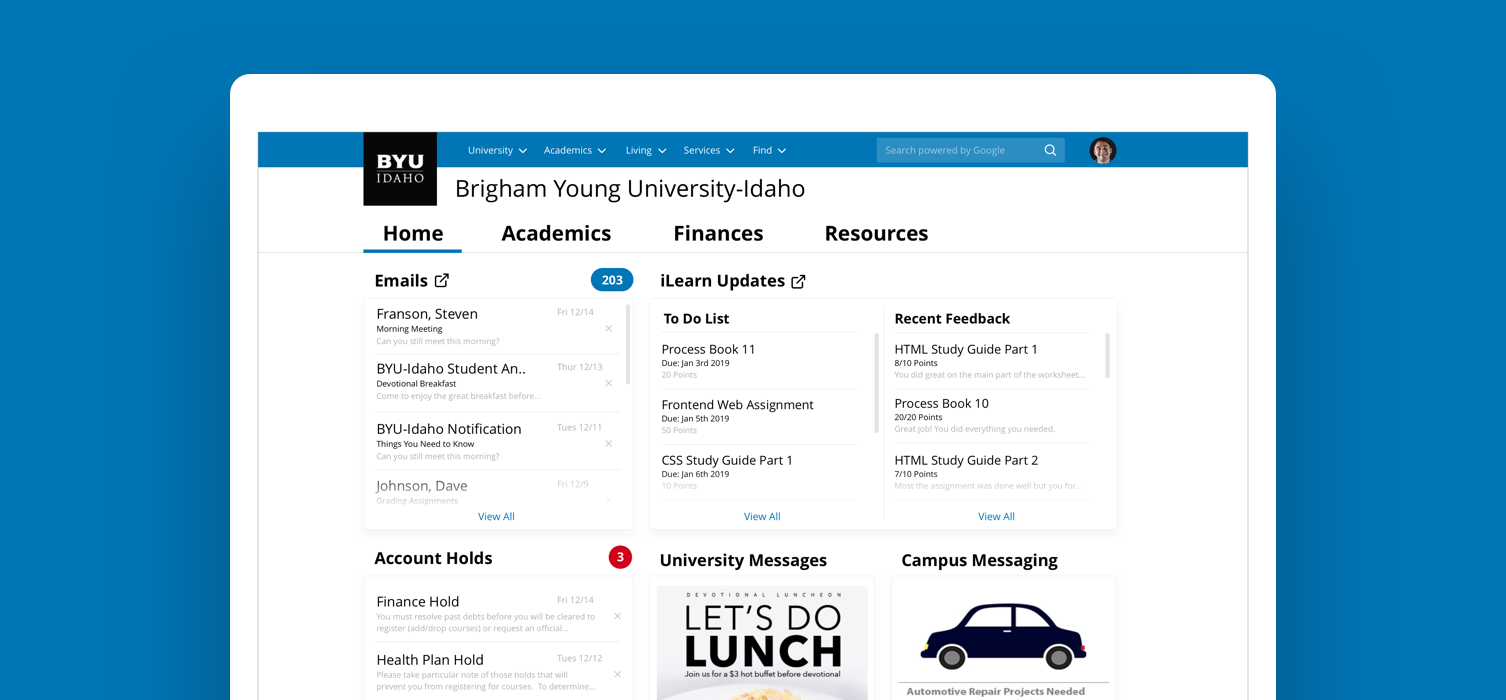 BYU
IDAHO
University
Academics
Living
Services
Find
Search powered by Google
Brigham Young University-Idaho
Home
Academics
Finances
Resources
Emails
203
Franson, Steven
Fri 12/14
Morning Meeting
Can you still meet this morning?
BYU-Idaho Student An..
Thur 12/13
Devotional Breakfast
Come to enjoy the great breakfast before...
BYU-Idaho Notification
Tues 12/11
Things You Need to Know
Can you still meet this morning?
Johnson, Dave
Fri 12/9
Grading Assignments
View All
iLearn Updates
To Do List
Process Book 11
Due: Jan 3rd 2019
20 Points
Frontend Web Assignment
Due: Jan 5th 2019
50 Points
CSS Study Guide Part 1
Due: Jan 6th 2019
10 Points
View All
Recent Feedback
HTML Study Guide Part 1
8/10 Points
You did great on the main part of the worksheet...
Process Book 10
20/20 Points
Great job! You did everything you needed.
HTML Study Guide Part 2
7/10 Points
Most the assignment was done well but you for...
View All
Account Holds
3
Finance Hold
Fri 12/14
You must resolve past debts before you will be cleared to
register (add/drop courses) or request an official...
Health Plan Hold
Tues 12/12
Please take particular note of those holds that will
prevent you from registering for courses. To determine...
University Messages
DEVOTIONAL LUNCHEON
LET'S DO
LUNCH
Join us for a $3 hot buffet before devotional
Campus Messaging
Automotive Repair Projects Needed